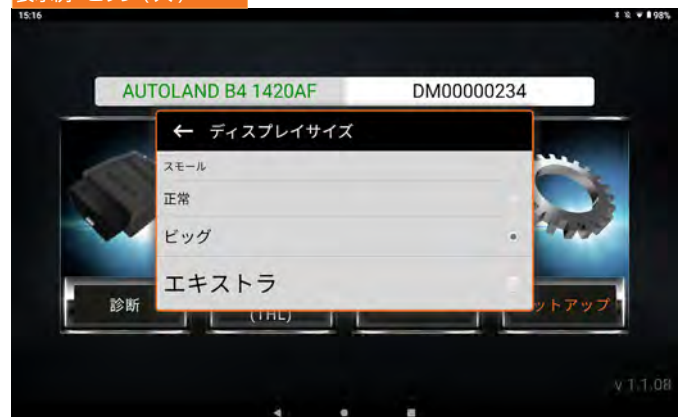 15:16
98%
AUTOLAND B4 1420AF
DM00000234
← ディスプレイサイズ
スモール
正常
ビッグ
エキストラ
診断
(THL)
ットアップ
v 1.1.08